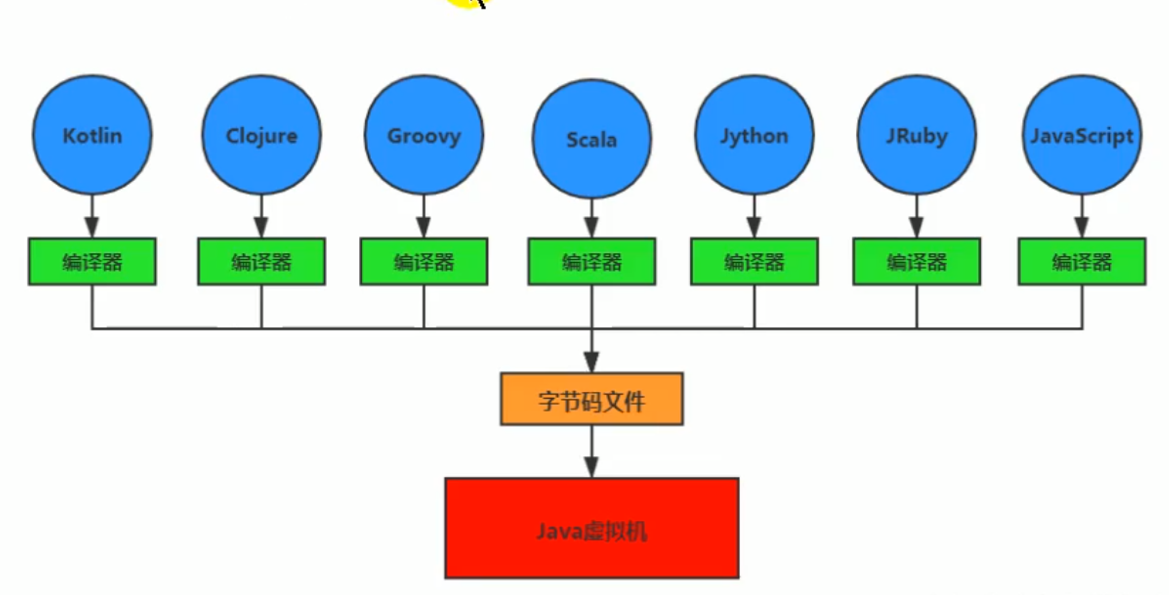 Kotlin
Clojure
Groovy
Scala
Jython
JRuby
JavaScript
编译器
编译器
编译器
编译器
编译器
编译器
编译器
字节码文件
Java虚拟机